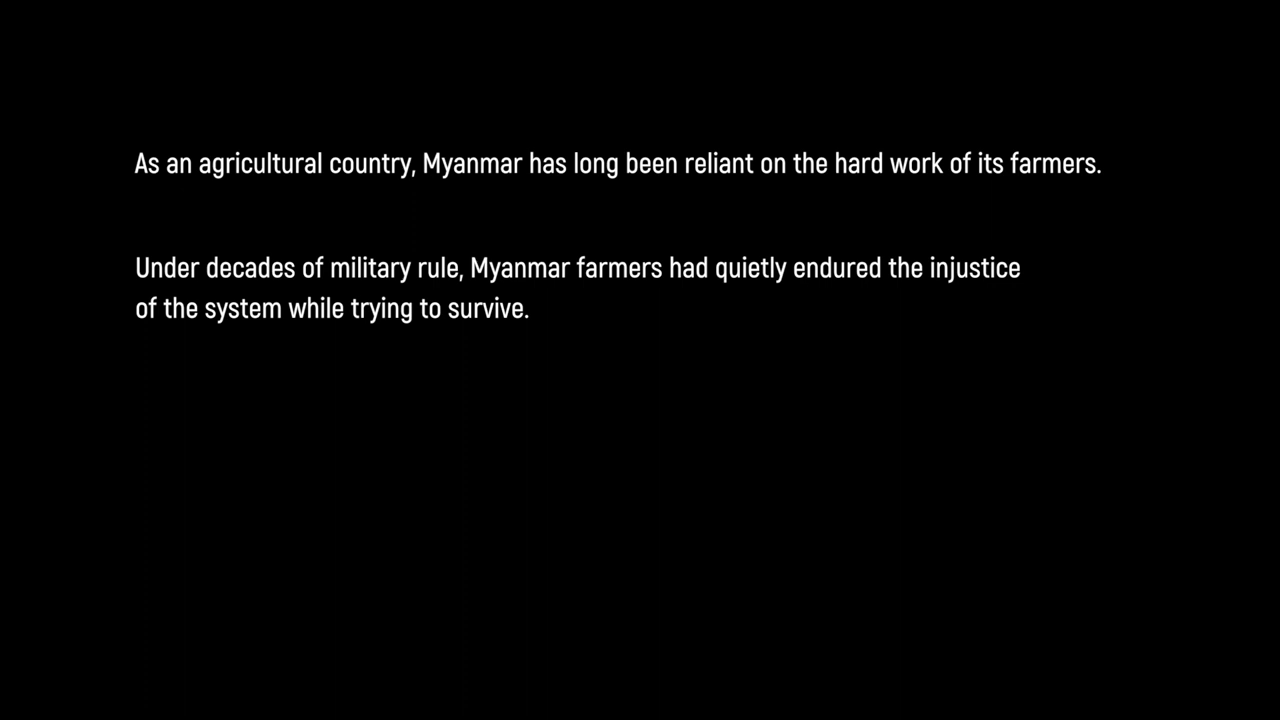 As an agricultural country, Myanmar has long been reliant on the hard work of its farmers.
Under decades of military rule, Myanmar farmers had quietly endured the injustice
of the system while trying to survive.